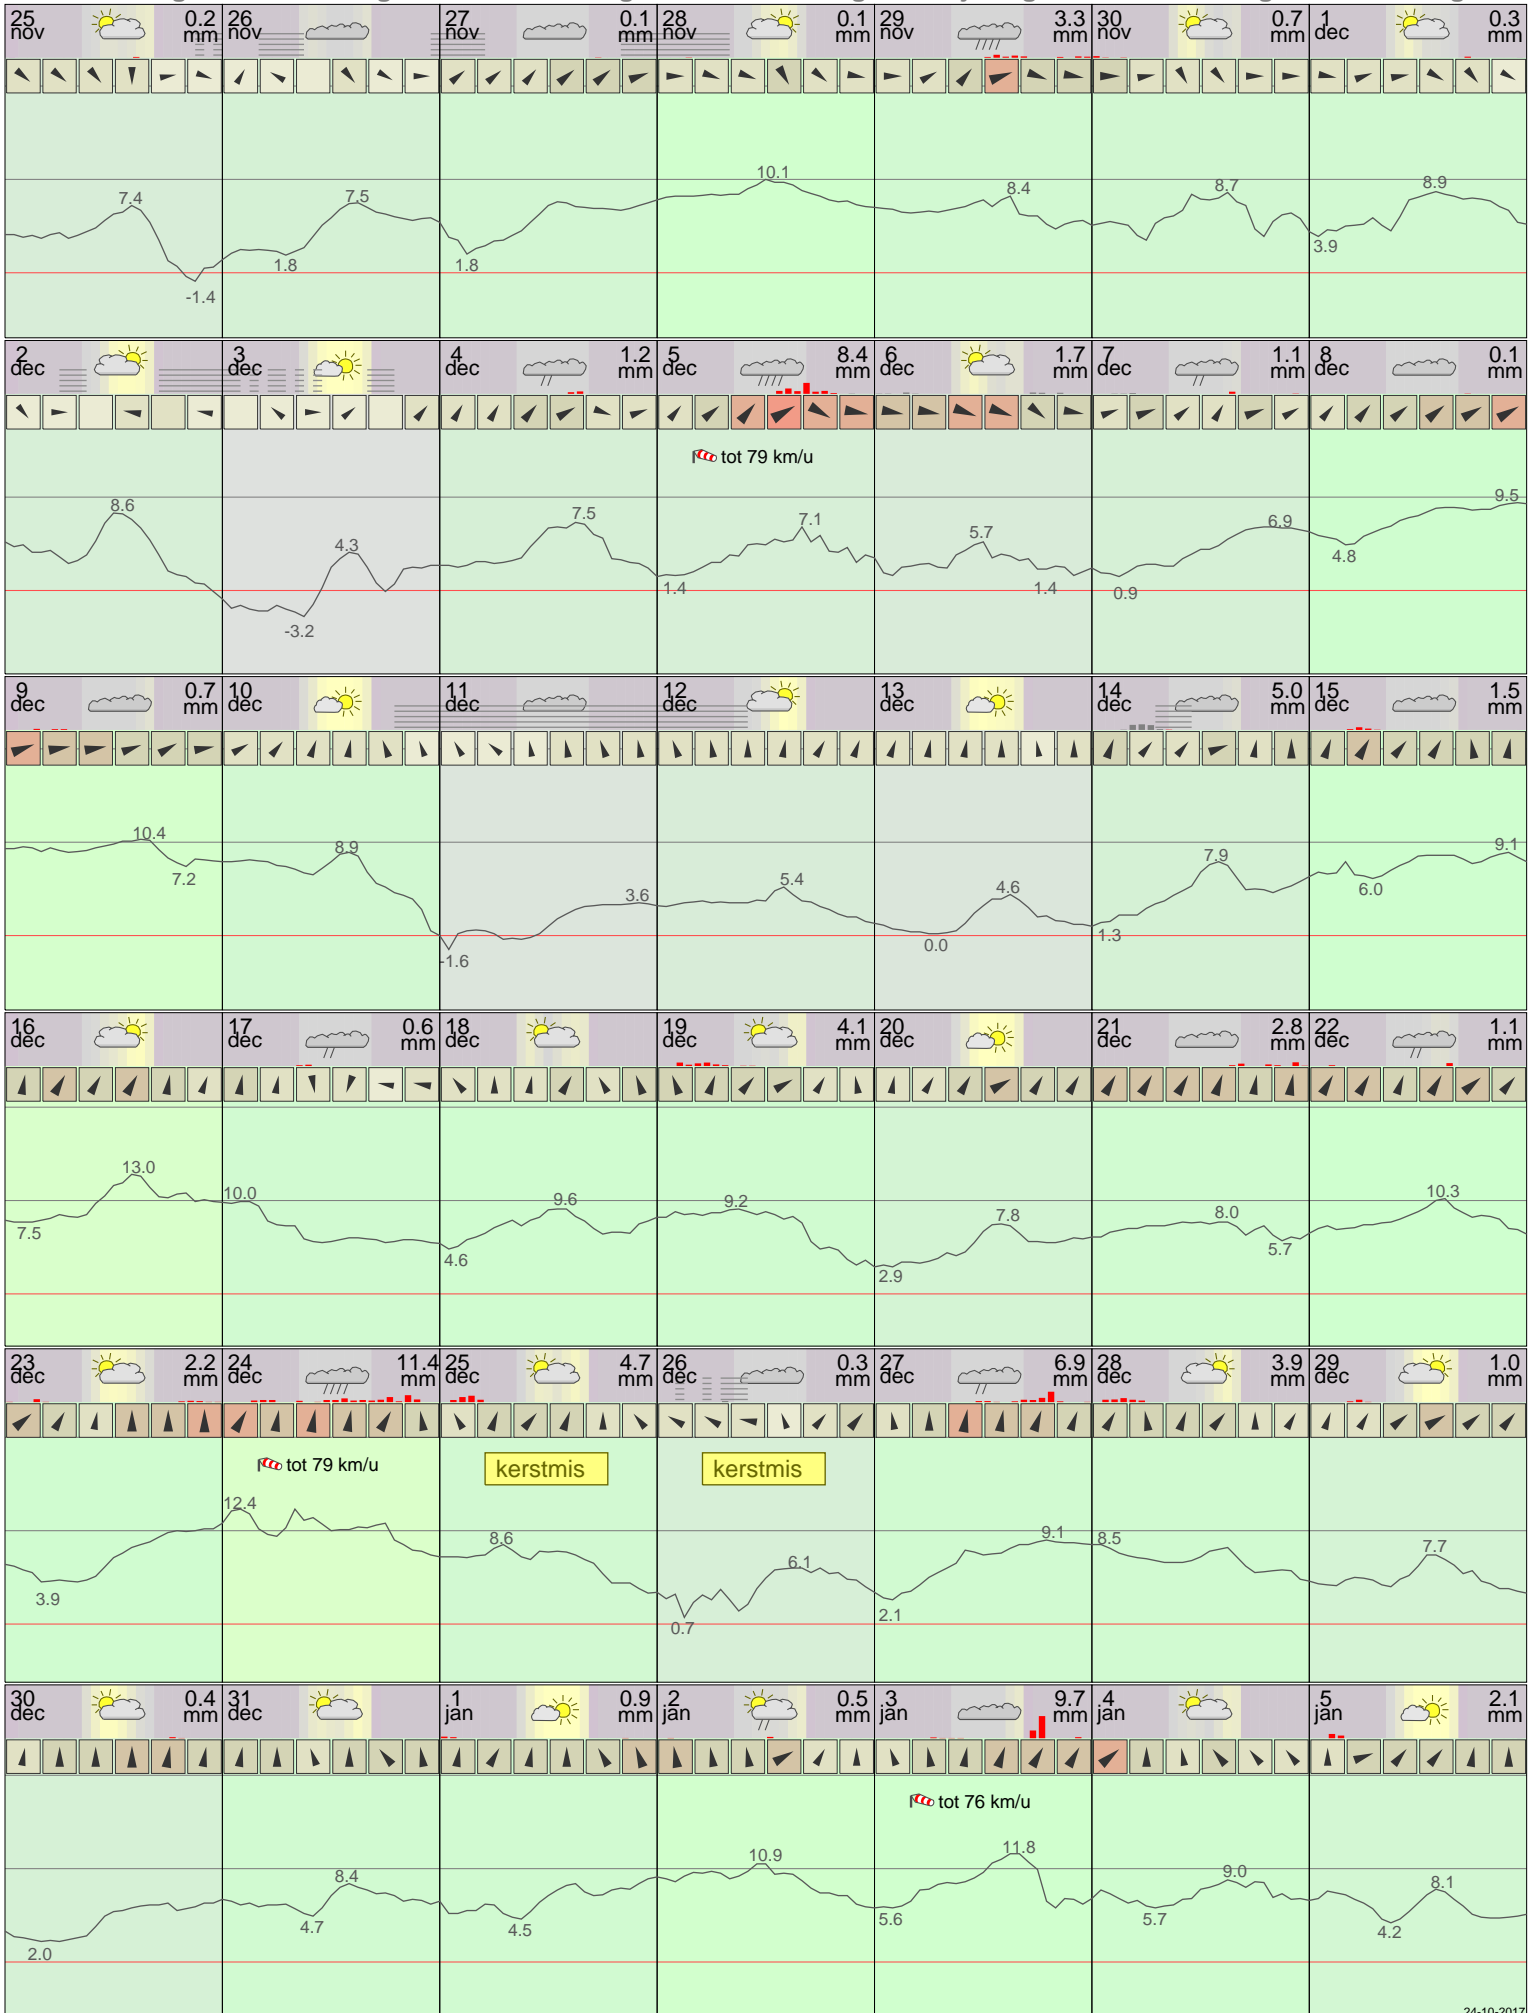 25 nov 0.2 mm 26 nov 27 nov 0.1 mm 28 nov 0.1 mm 29 nov 3.3 mm 30 nov 0.7 mm 1 dec 0.3 mm
7.4 -1.4 1.8 7.5 1.8 10.1 8.4 8.7 3.9 8.9
2 dec 3 dec 4 dec 1.2 mm 5 dec 8.4 mm 6 dec 1.7 mm 7 dec 1.1 mm 8 dec 0.1 mm
tot 79 km/u
8.6 -3.2 4.3 7.5 1.4 7.1 5.7 1.4 0.9 6.9 4.8 9.5
9 dec 0.7 mm 10 dec 11 dec 12 dec 13 dec 14 dec 5.0 mm 15 dec 1.5 mm
10.4 7.2 8.9 -1.6 3.6 5.4 0.0 4.6 1.3 7.9 6.0 9.1
16 dec 17 dec 0.6 mm 18 dec 19 dec 4.1 mm 20 dec 21 dec 2.8 mm 22 dec 1.1 mm
7.5 13.0 10.0 4.6 9.6 9.2 2.9 7.8 8.0 5.7 10.3
23 dec 2.2 mm 24 dec 11.4 mm 25 dec 4.7 mm 26 dec 0.3 mm 27 dec 6.9 mm 28 dec 3.9 mm 29 dec 1.0 mm
tot 79 km/u kerstmis kerstmis
3.9 12.4 8.6 0.7 6.1 2.1 9.1 8.5 7.7
30 dec 0.4 mm 31 dec 1 jan 0.9 mm 2 jan 0.5 mm 3 jan 9.7 mm 4 jan 5 jan 2.1 mm
tot 76 km/u
2.0 4.7 8.4 4.5 10.9 5.6 11.8 5.7 9.0 4.2 8.1
24-10-2017